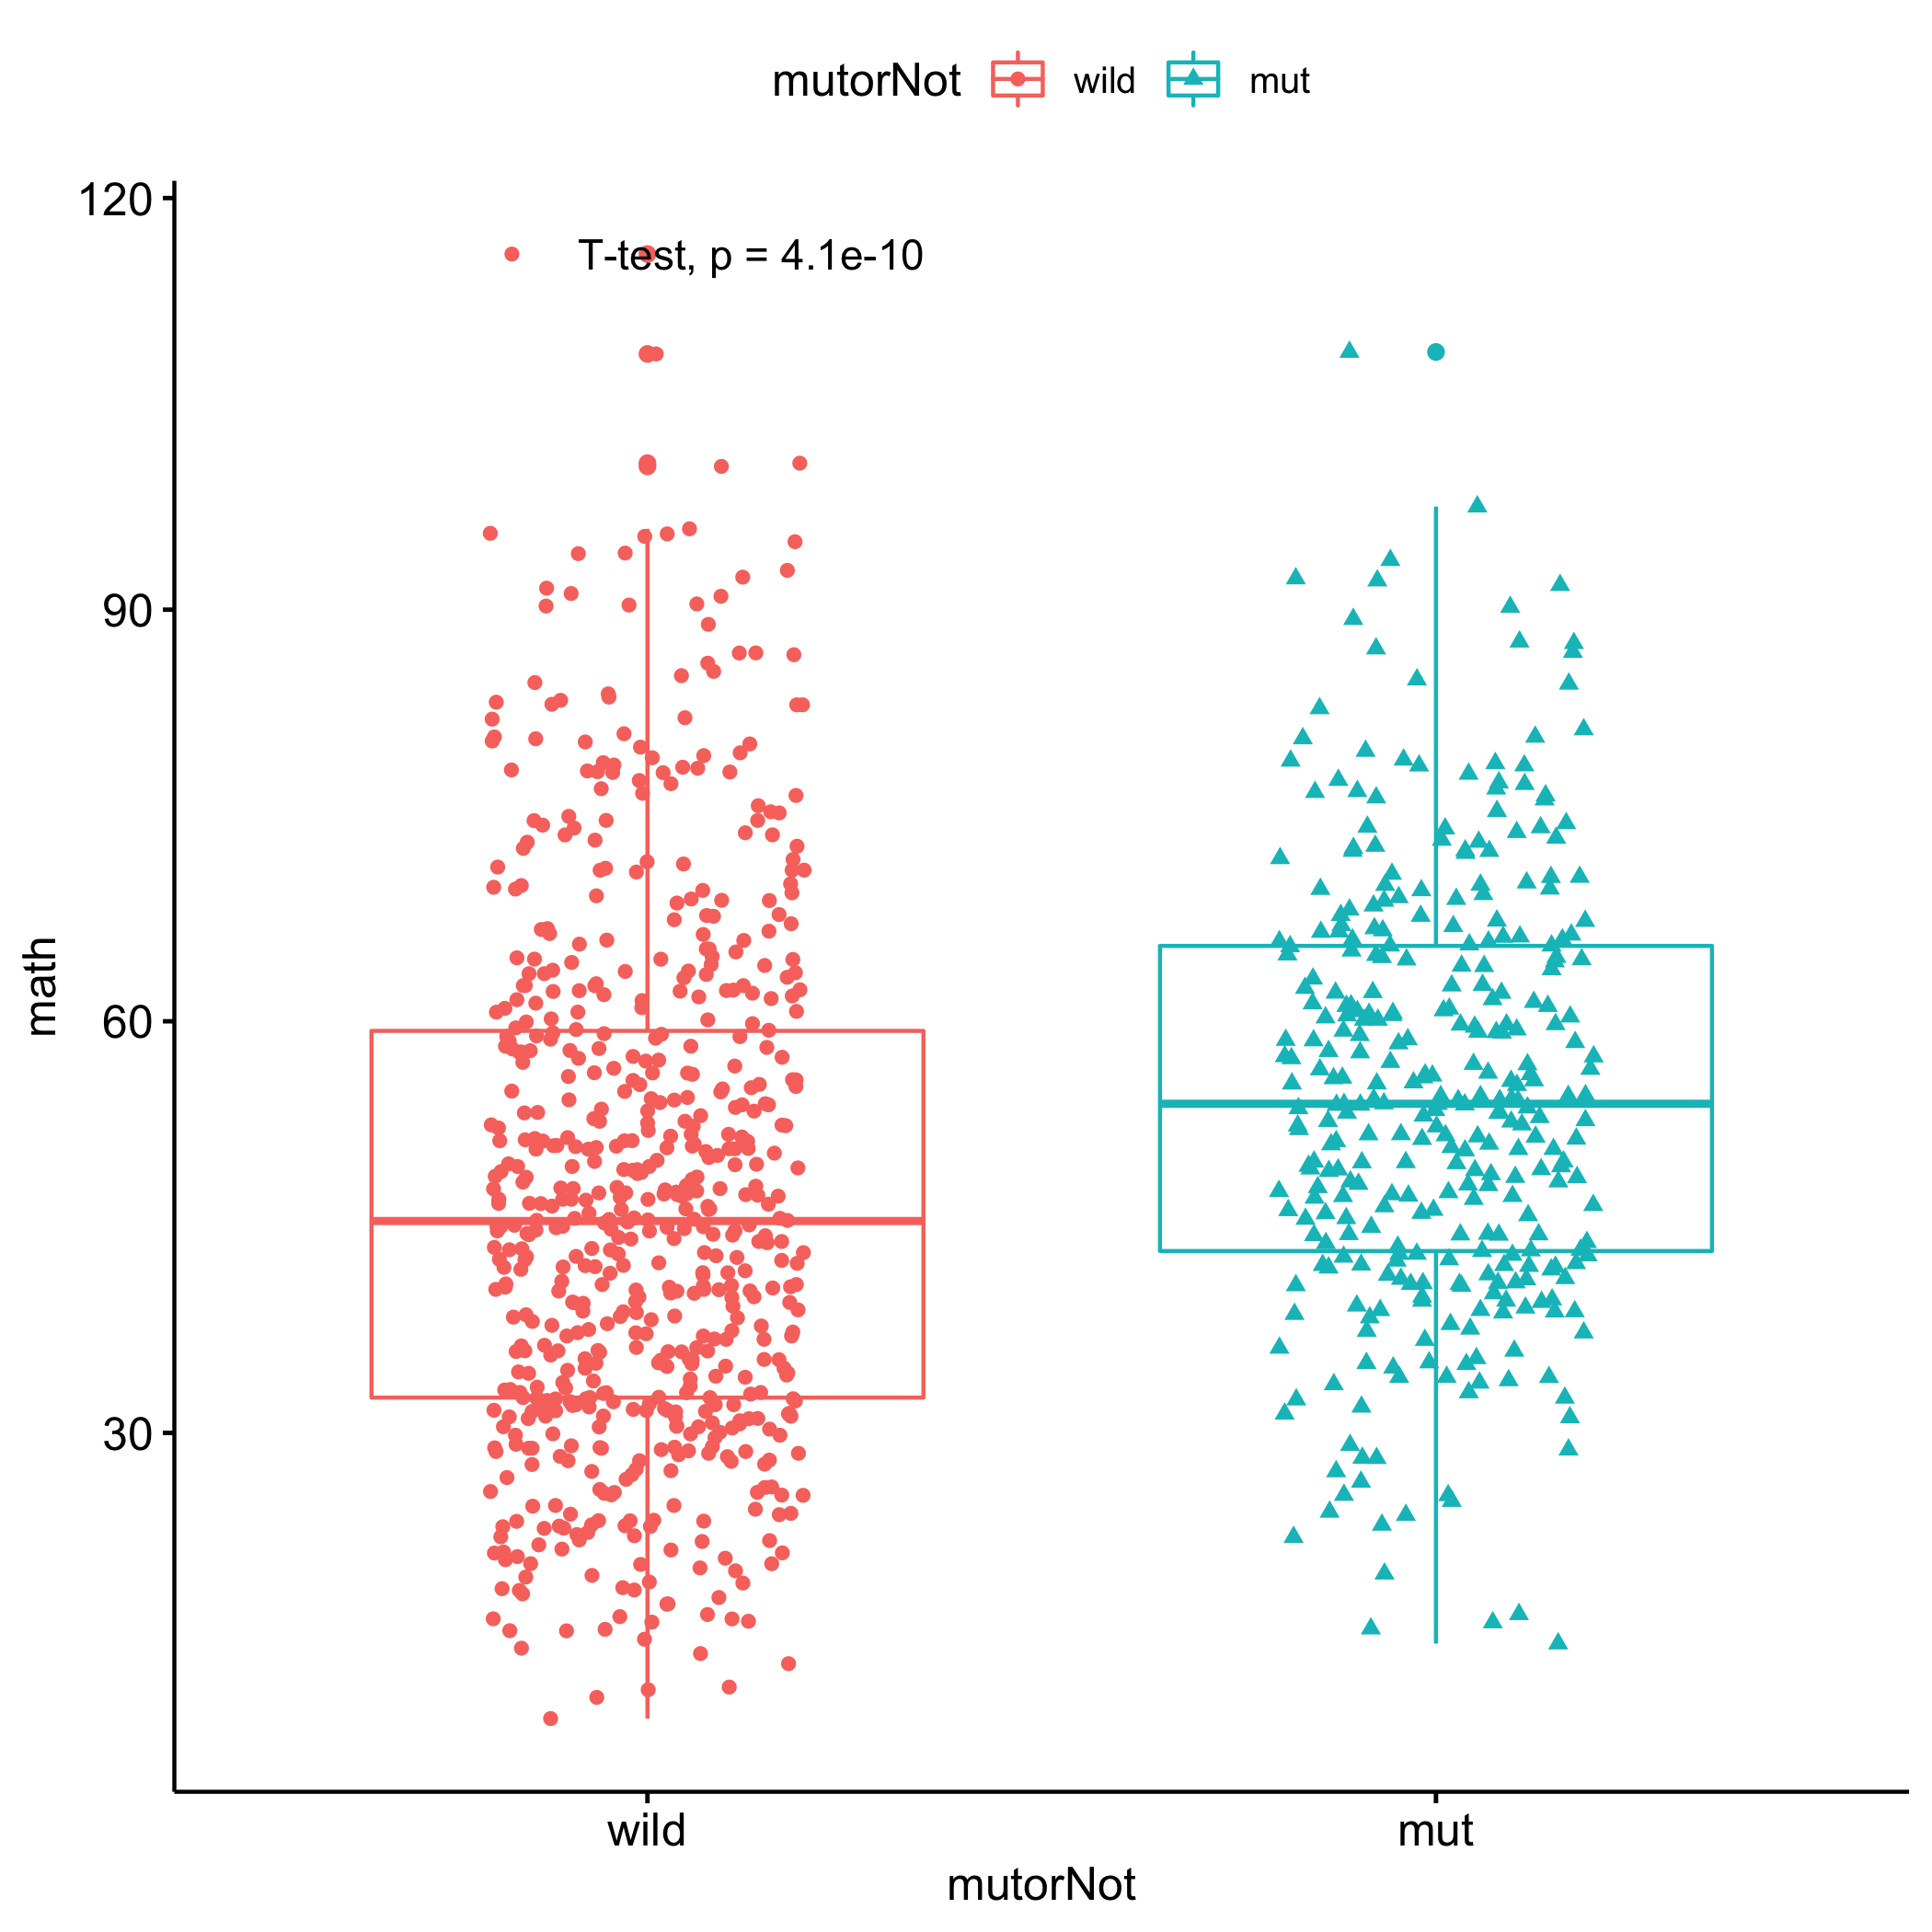 mutorNot wild mut
120
T-test, p = 4.1e-10
90
math
60
30
wild mut
mutorNot